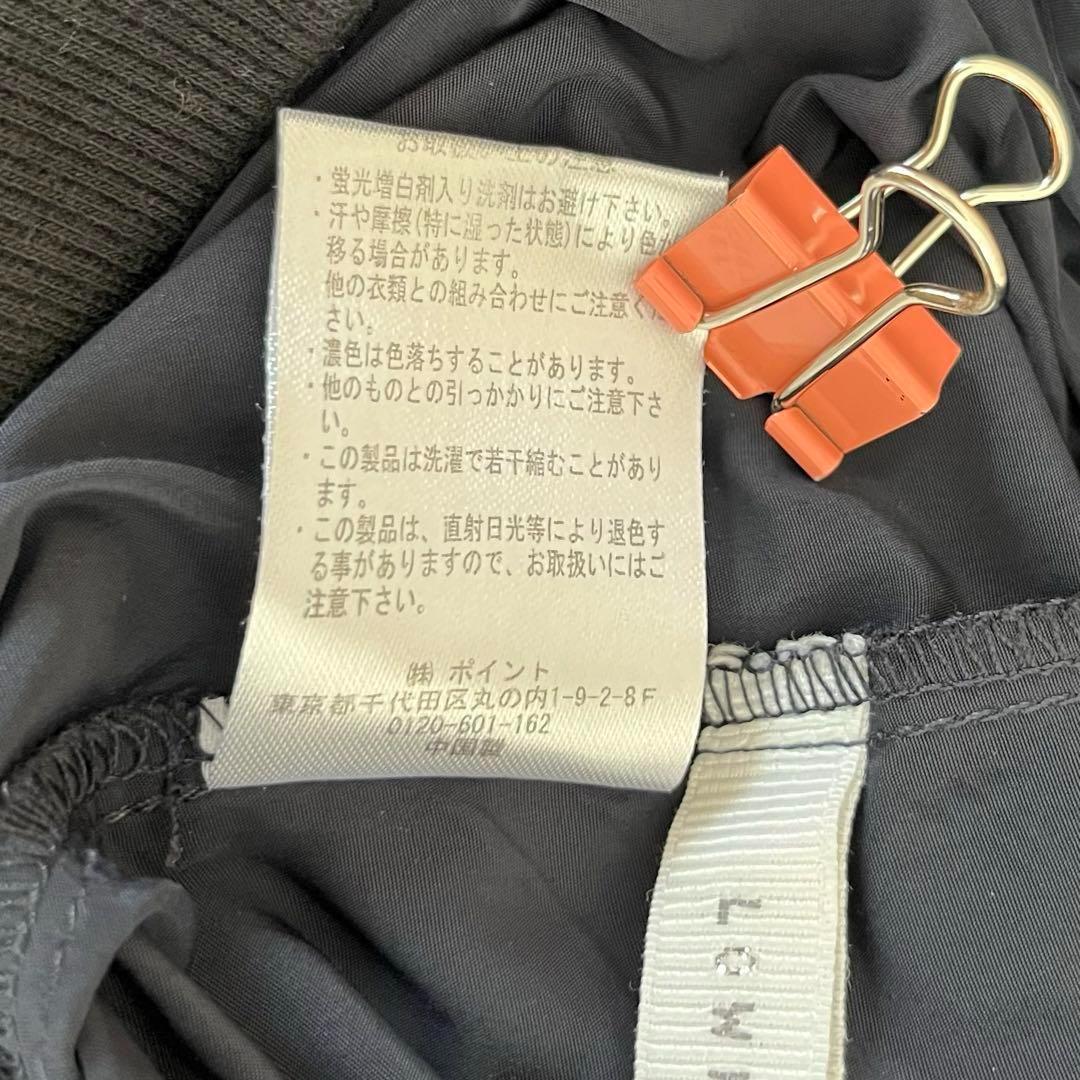 ・蛍光増白剤入り洗剤はお避け下さい。
・汗や摩擦(特に湿った状態)により色が
移る場合があります。
他の衣類との組み合わせにご注意くだ
さい。
・濃色は色落ちすることがあります。
・他のものとの引っかかりにご注意下さ
い。
・この製品は洗濯で若干縮むことがあり
ます。
・この製品は、直射日光等により退色す
る事がありますので、お取扱いにはご
注意下さい。
㈱ ポイント
東京都千代田区丸の内1-9-2-8F
0120-601-162
中国製
LOW